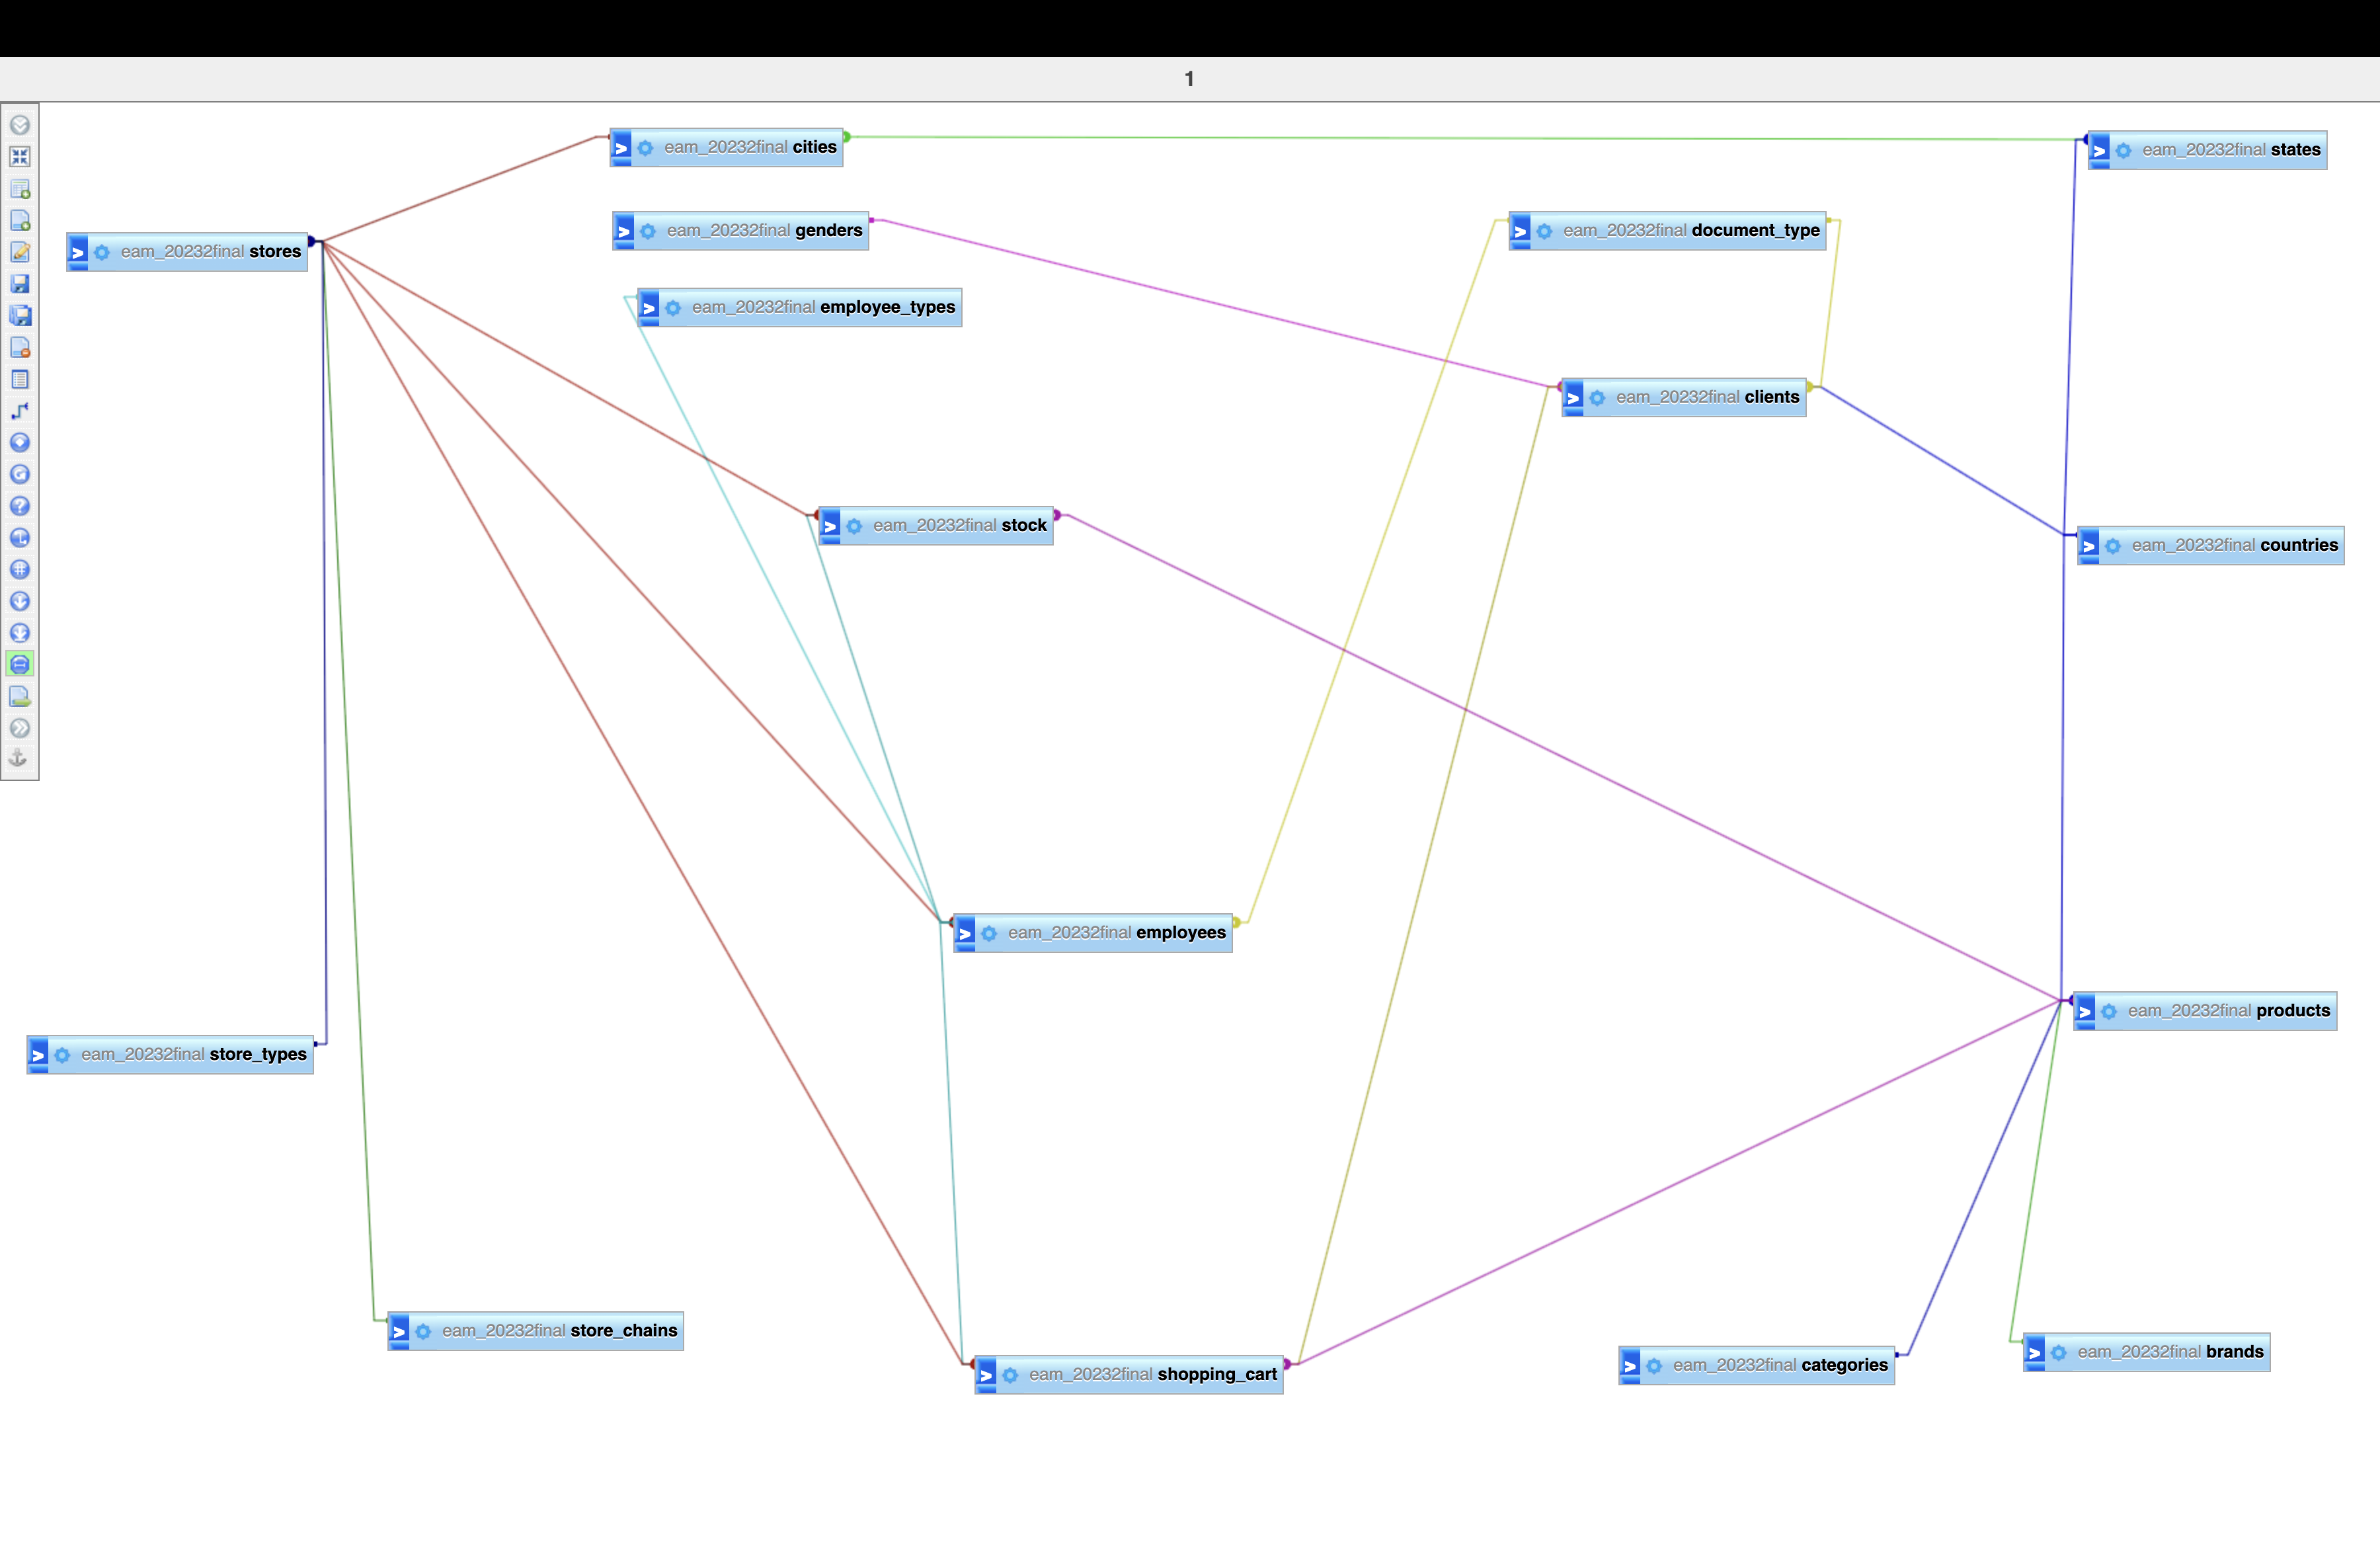 1
eam_20232final cities
eam_20232final states
eam_20232final genders
eam_20232final document_type
eam_20232final stores
eam_20232final employee_types
eam_20232final clients
eam_20232final stock
eam_20232final countries
eam_20232final employees
eam_20232final products
eam_20232final store_types
eam_20232final store_chains
eam_20232final brands
eam_20232final categories
eam_20232final shopping_cart